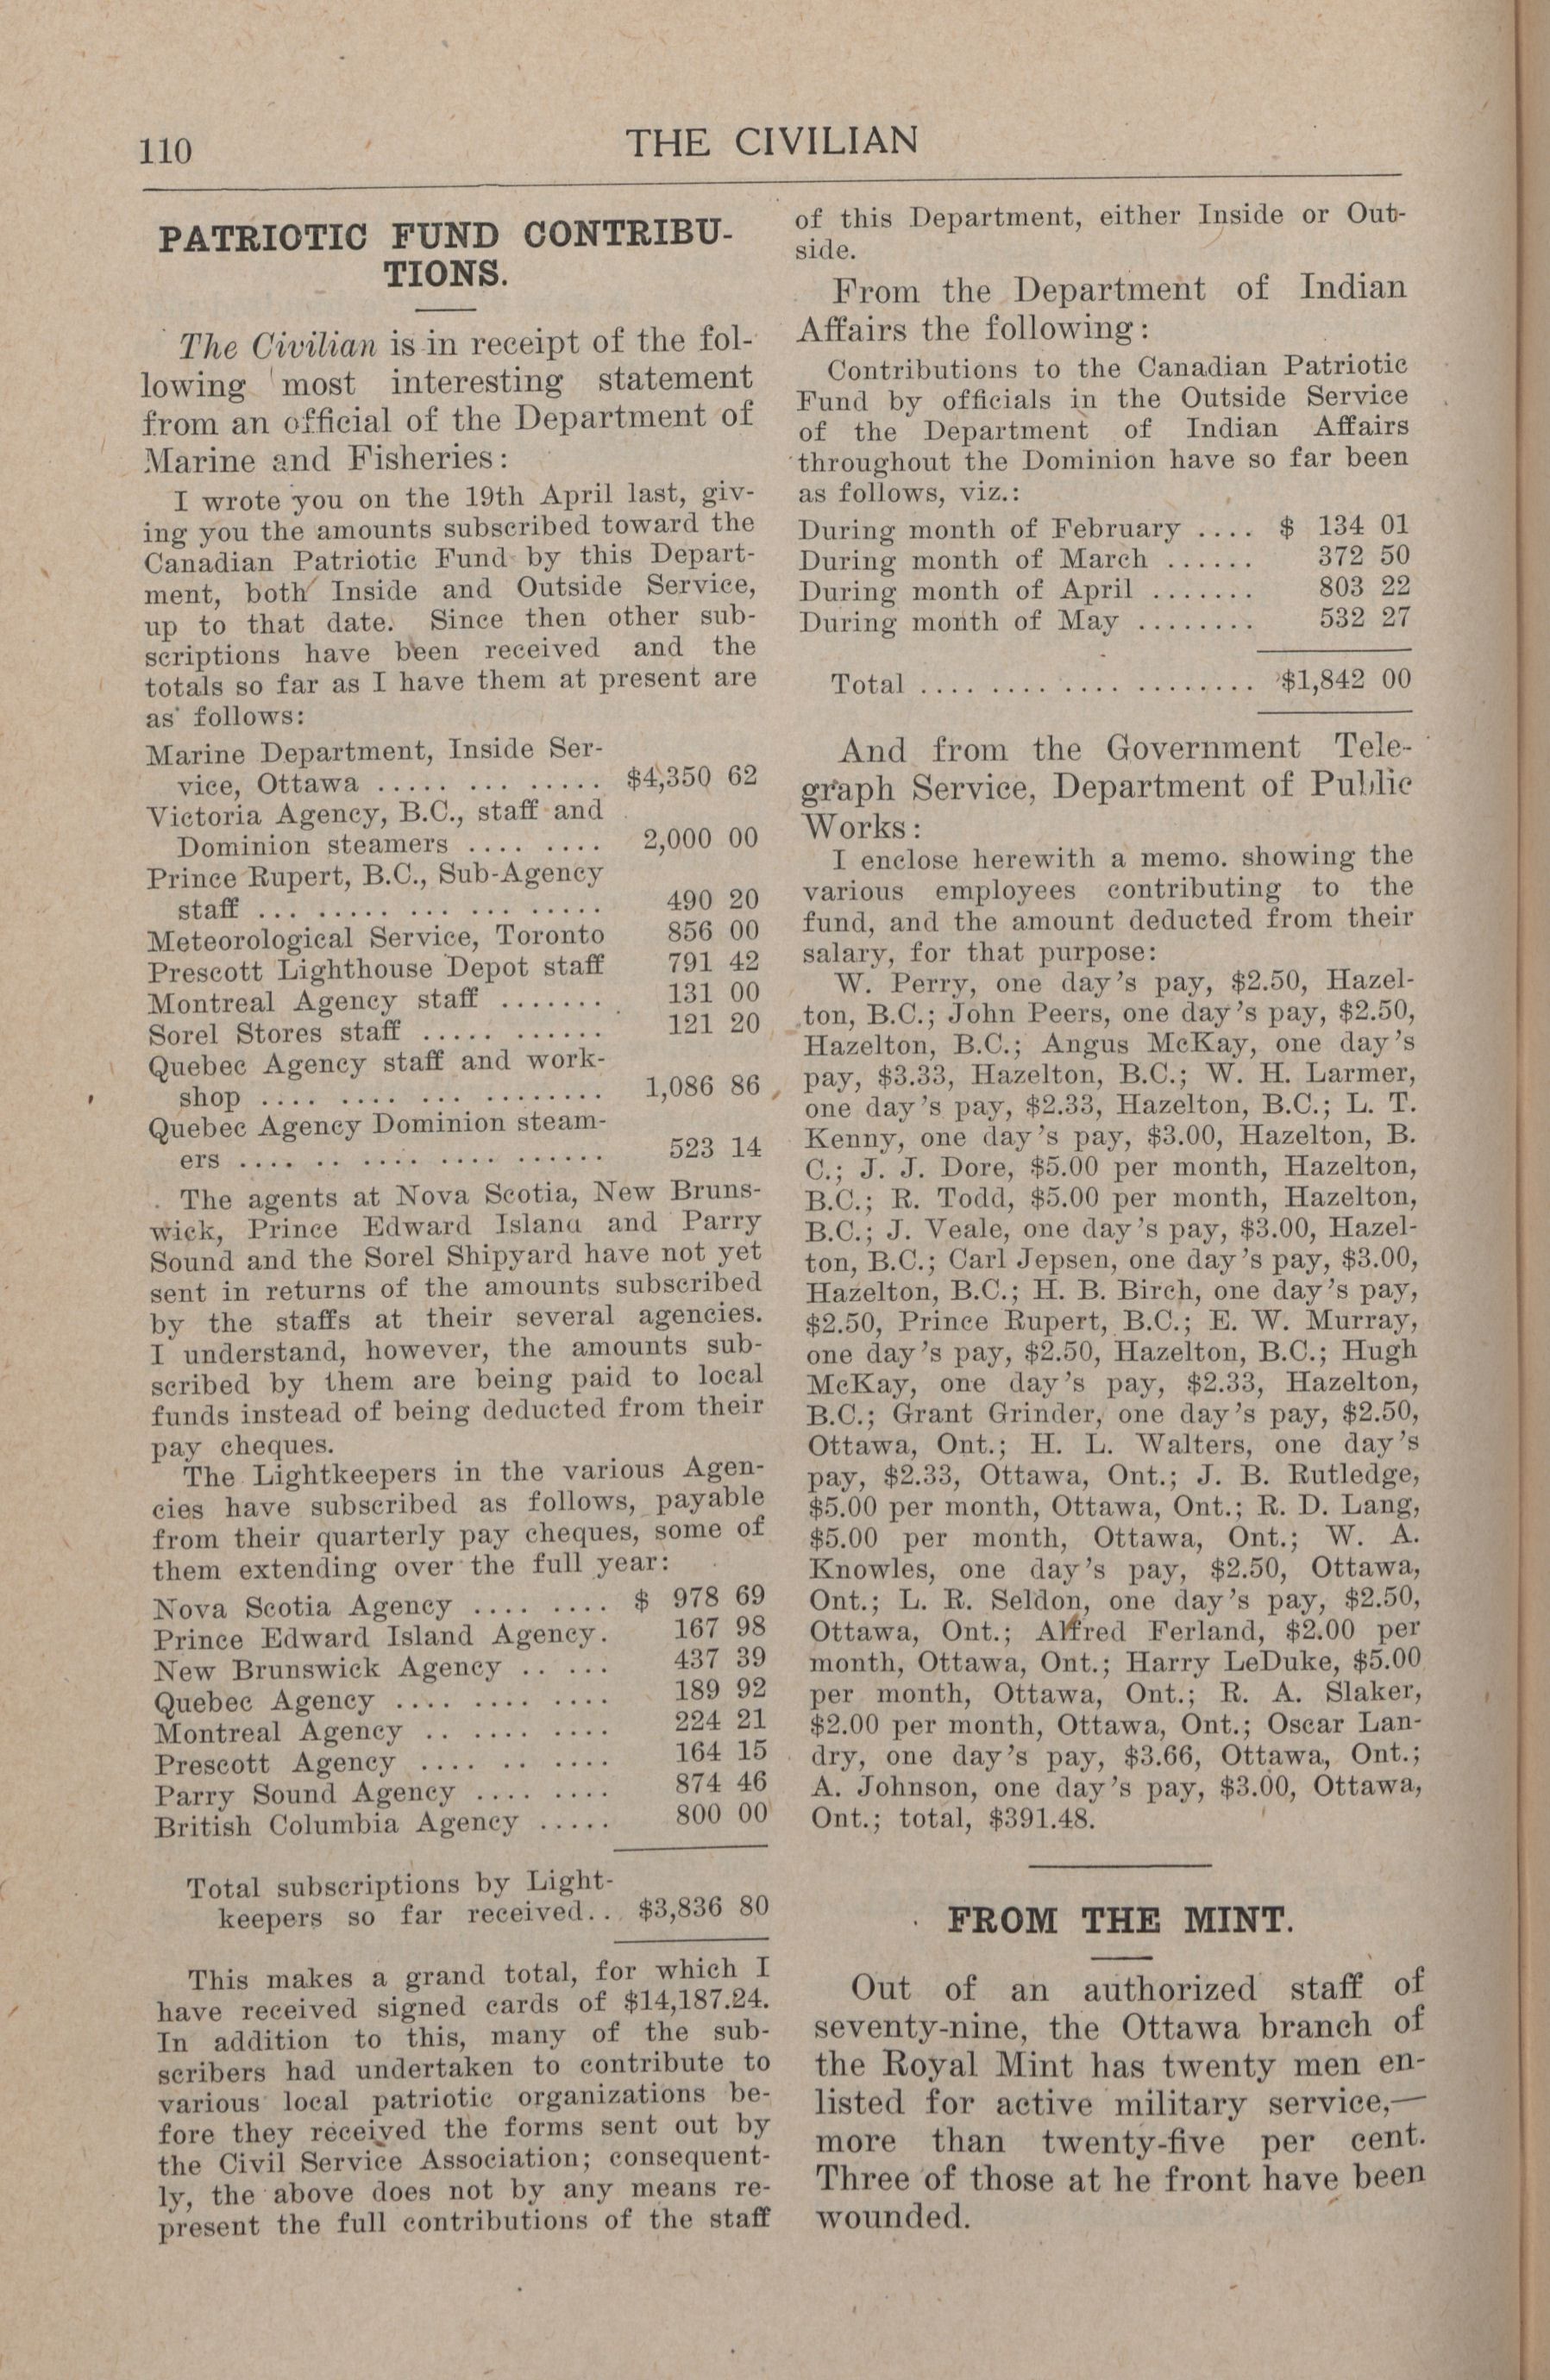 110
THE CIVILIAN
PATRIOTIC FUND CONTRIBU-
TIONS.
The Civilian is in receipt of the fol-
lowing most interesting statement
from an official of the Department of
Marine and Fisheries:
I wrote you on the 19th April last, giv-
ing you the amounts subscribed toward the
Canadian Patriotic Fund by this Depart-
ment, both Inside and Outside Service,
up to that date. Since then other sub-
scriptions have been received and the
totals so far as I have them at present are
as follows:
Marine Department, Inside Ser-
vice, Ottawa ..... ... ..... $4,350 62
Victoria Agency, B.C., staff and
Dominion steamers .... .... 2,000 00
Prince Rupert, B.C., Sub-Agency
staff ... ..... ... ... ..... 490 20
Meteorological Service, Toronto 856 00
Prescott Lighthouse Depot staff 791 42
Montreal Agency staff ....... 131 00
Sorel Stores staff ..... ...... 121 20
Quebec Agency staff and work-
shop .... .... ... ........ 1,086 86
Quebec Agency Dominion steam-
ers .... .. .... .... ...... 523 14
The agents at Nova Scotia, New Bruns-
wick, Prince Edward Island and Parry
Sound and the Sorel Shipyard have not yet
sent in returns of the amounts subscribed
by the staffs at their several agencies.
I understand, however, the amounts sub-
scribed by them are being paid to local
funds instead of being deducted from their
pay cheques.
The Lightkeepers in the various Agen-
cies have subscribed as follows, payable
from their quarterly pay cheques, some of
them extending over the full year:
Nova Scotia Agency .... .... $ 978 69
Prince Edward Island Agency. 167 98
New Brunswick Agency .. ... 437 39
Quebec Agency .... .... .... 189 92
Montreal Agency .. .... .... 224 21
Prescott Agency .... .. .... 164 15
Parry Sound Agency .... .... 874 46
British Columbia Agency ..... 800 00
Total subscriptions by Light-
keepers so far received.. $3,836 80
This makes a grand total, for which I
have received signed cards of $14,187.24.
In addition to this, many of the sub-
scribers had undertaken to contribute to
various local patriotic organizations be-
fore they received the forms sent out by
the Civil Service Association; consequent-
ly, the above does not by any means re-
present the full contributions of the staff
of this Department, either Inside or Out-
side.
From the Department of Indian
Affairs the following:
Contributions to the Canadian Patriotic
Fund by officials in the Outside Service
of the Department of Indian Affairs
throughout the Dominion have so far been
as follows, viz.:
During month of February .... $ 134 01
During month of March ...... 372 50
During month of April ....... 803 22
During month of May ........ 532 27
Total .... .... .... ........ $1,842 00
And from the Government Tele-
graph Service, Department of Public
Works:
I enclose herewith a memo. showing the
various employees contributing to the
fund, and the amount deducted from their
salary, for that purpose:
W. Perry, one day's pay, $2.50, Hazel-
ton, B.C.; John Peers, one day's pay, $2.50,
Hazelton, B.C.; Angus McKay, one day's
pay, $3.33, Hazelton, B.C.; W. H. Larmer,
one day's pay, $2.33, Hazelton, B.C.; L. T.
Kenny, one day's pay, $3.00, Hazelton, B.
C.; J. J. Dore, $5.00 per month, Hazelton,
B.C.; R. Todd, $5.00 per month, Hazelton,
B.C.; J. Veale, one day's pay, $3.00, Hazel-
ton, B.C.; Carl Jepsen, one day's pay, $3.00,
Hazelton, B.C.; H. B. Birch, one day's pay,
$2.50, Prince Rupert, B.C.; E. W. Murray,
one day's pay, $2.50, Hazelton, B.C.; Hugh
McKay, one day's pay, $2.33, Hazelton,
B.C.; Grant Grinder, one day's pay, $2.50,
Ottawa, Ont.; H. L. Walters, one day's
pay, $2.33, Ottawa, Ont.; J. B. Rutledge,
$5.00 per month, Ottawa, Ont.; R. D. Lang,
$5.00 per month, Ottawa, Ont.; W. A.
Knowles, one day's pay, $2.50, Ottawa,
Ont.; L. R. Seldon, one day's pay, $2.50,
Ottawa, Ont.; Alfred Ferland, $2.00 per
month, Ottawa, Ont.; Harry LeDuke, $5.00
per month, Ottawa, Ont.; R. A. Slaker,
$2.00 per month, Ottawa, Ont.; Oscar Lan-
dry, one day's pay, $3.66, Ottawa, Ont.;
A. Johnson, one day's pay, $3.00, Ottawa,
Ont.; total, $391.48.
FROM THE MINT.
Out of an authorized staff of
seventy-nine, the Ottawa branch of
the Royal Mint has twenty men en-
listed for active military service,—
more than twenty-five per cent.
Three of those at he front have been
wounded.